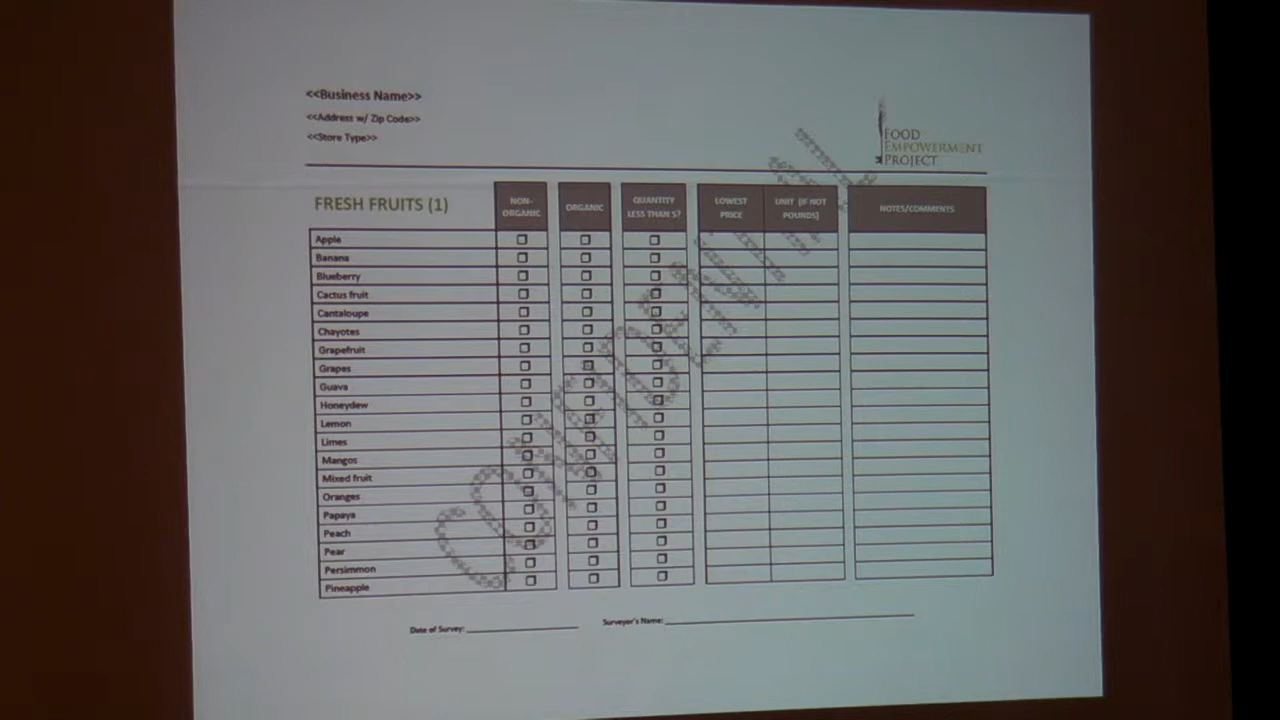 <<Business Name>>
<<Address w/ Zip Code>>
<<Store Type>>
FOOD
EMPOWERMENT
PROJECT
FRESH FRUITS (1)
NON-
ORGANIC
ORGANIC
QUANTITY
LESS THAN 5?
LOWEST
PRICE
UNIT (IF NOT
POUNDS)
NOTES/COMMENTS
Apple
Banana
Blueberry
Cactus fruit
Cantaloupe
Chayotes
Grapefruit
Grapes
Guava
Honeydew
Lemon
Limes
Mangos
Mixed fruit
Oranges
Papaya
Peach
Pear
Persimmon
Pineapple
Date of Survey:
Surveyor's Name: